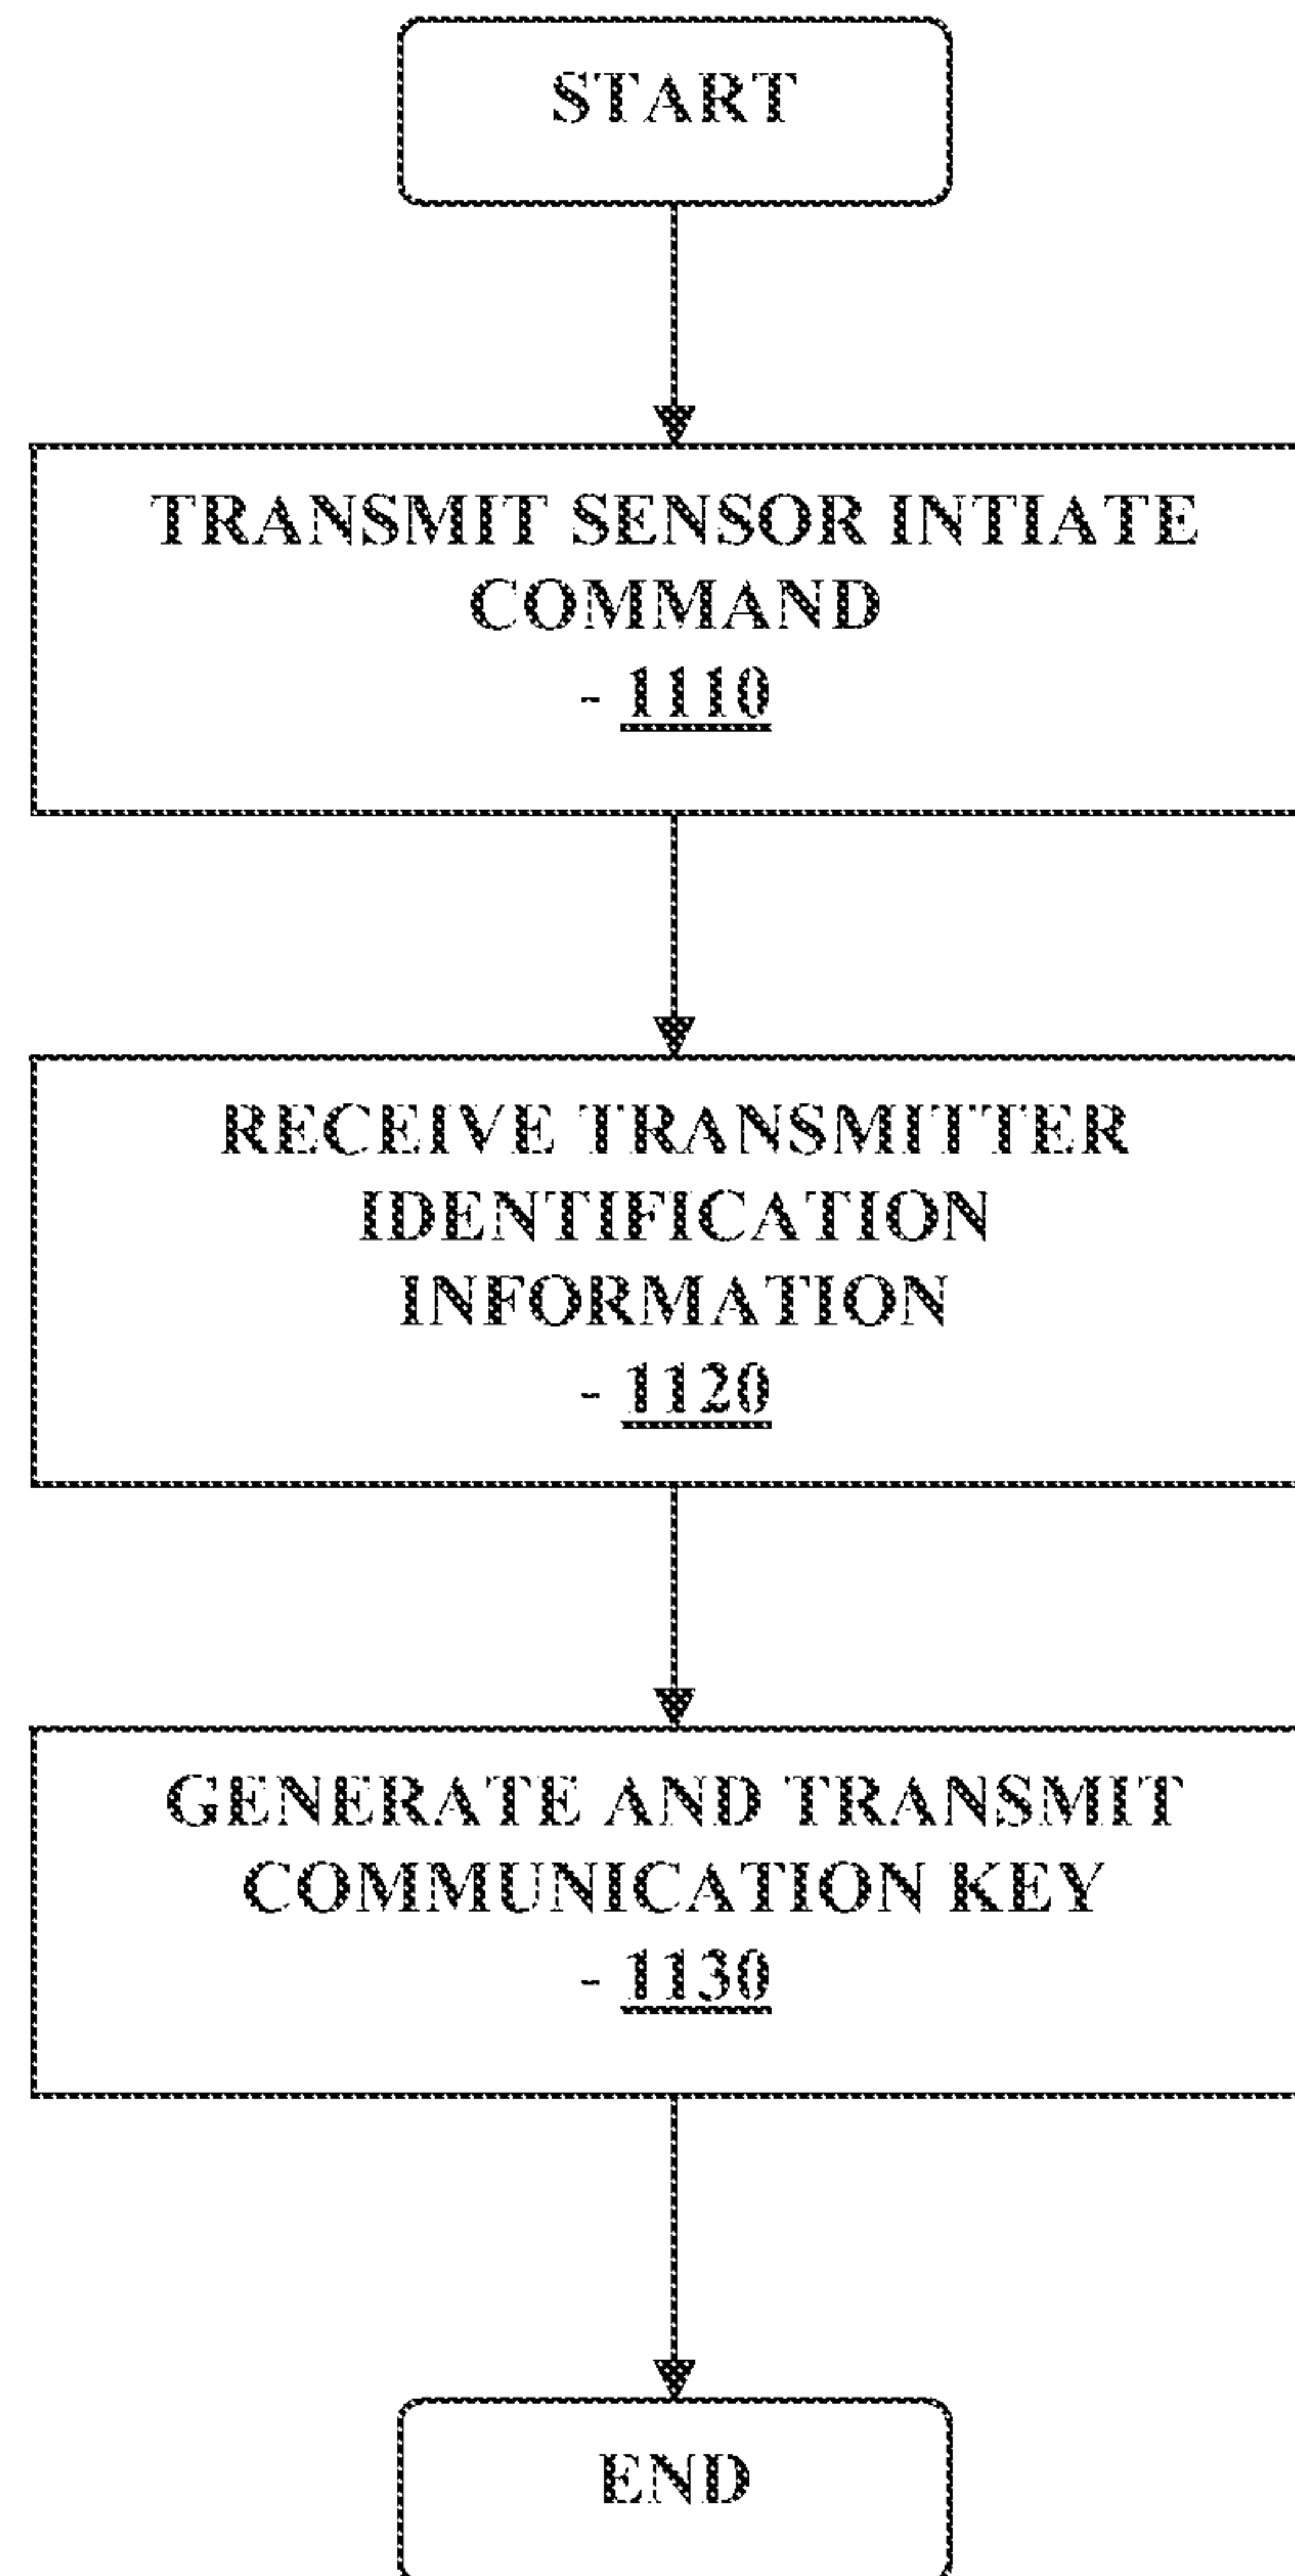 START
TRANSMIT SENSOR INTIATE
COMMAND
- 1110
RECEIVE TRANSMITTER
IDENTIFICATION
INFORMATION
- 1120
GENERATE AND TRANSMIT
COMMUNICATION KEY
- 1130
END